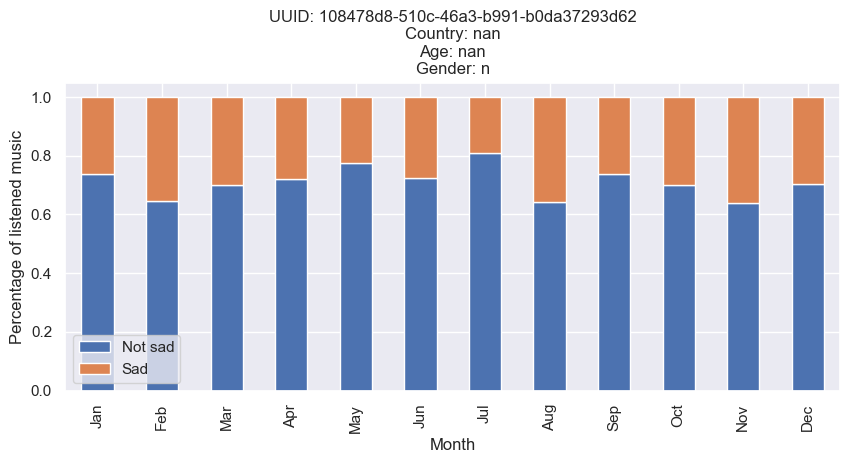 UUID: 108478d8-510c-46a3-b991-b0da37293d62
Country: nan
Age: nan
Gender: n
Percentage of listened music
1.0
0.8
0.6
0.4
0.2
0.0
Not sad
Sad
Jan Feb Mar Apr May Jun Jul Aug Sep Oct Nov Dec
Month